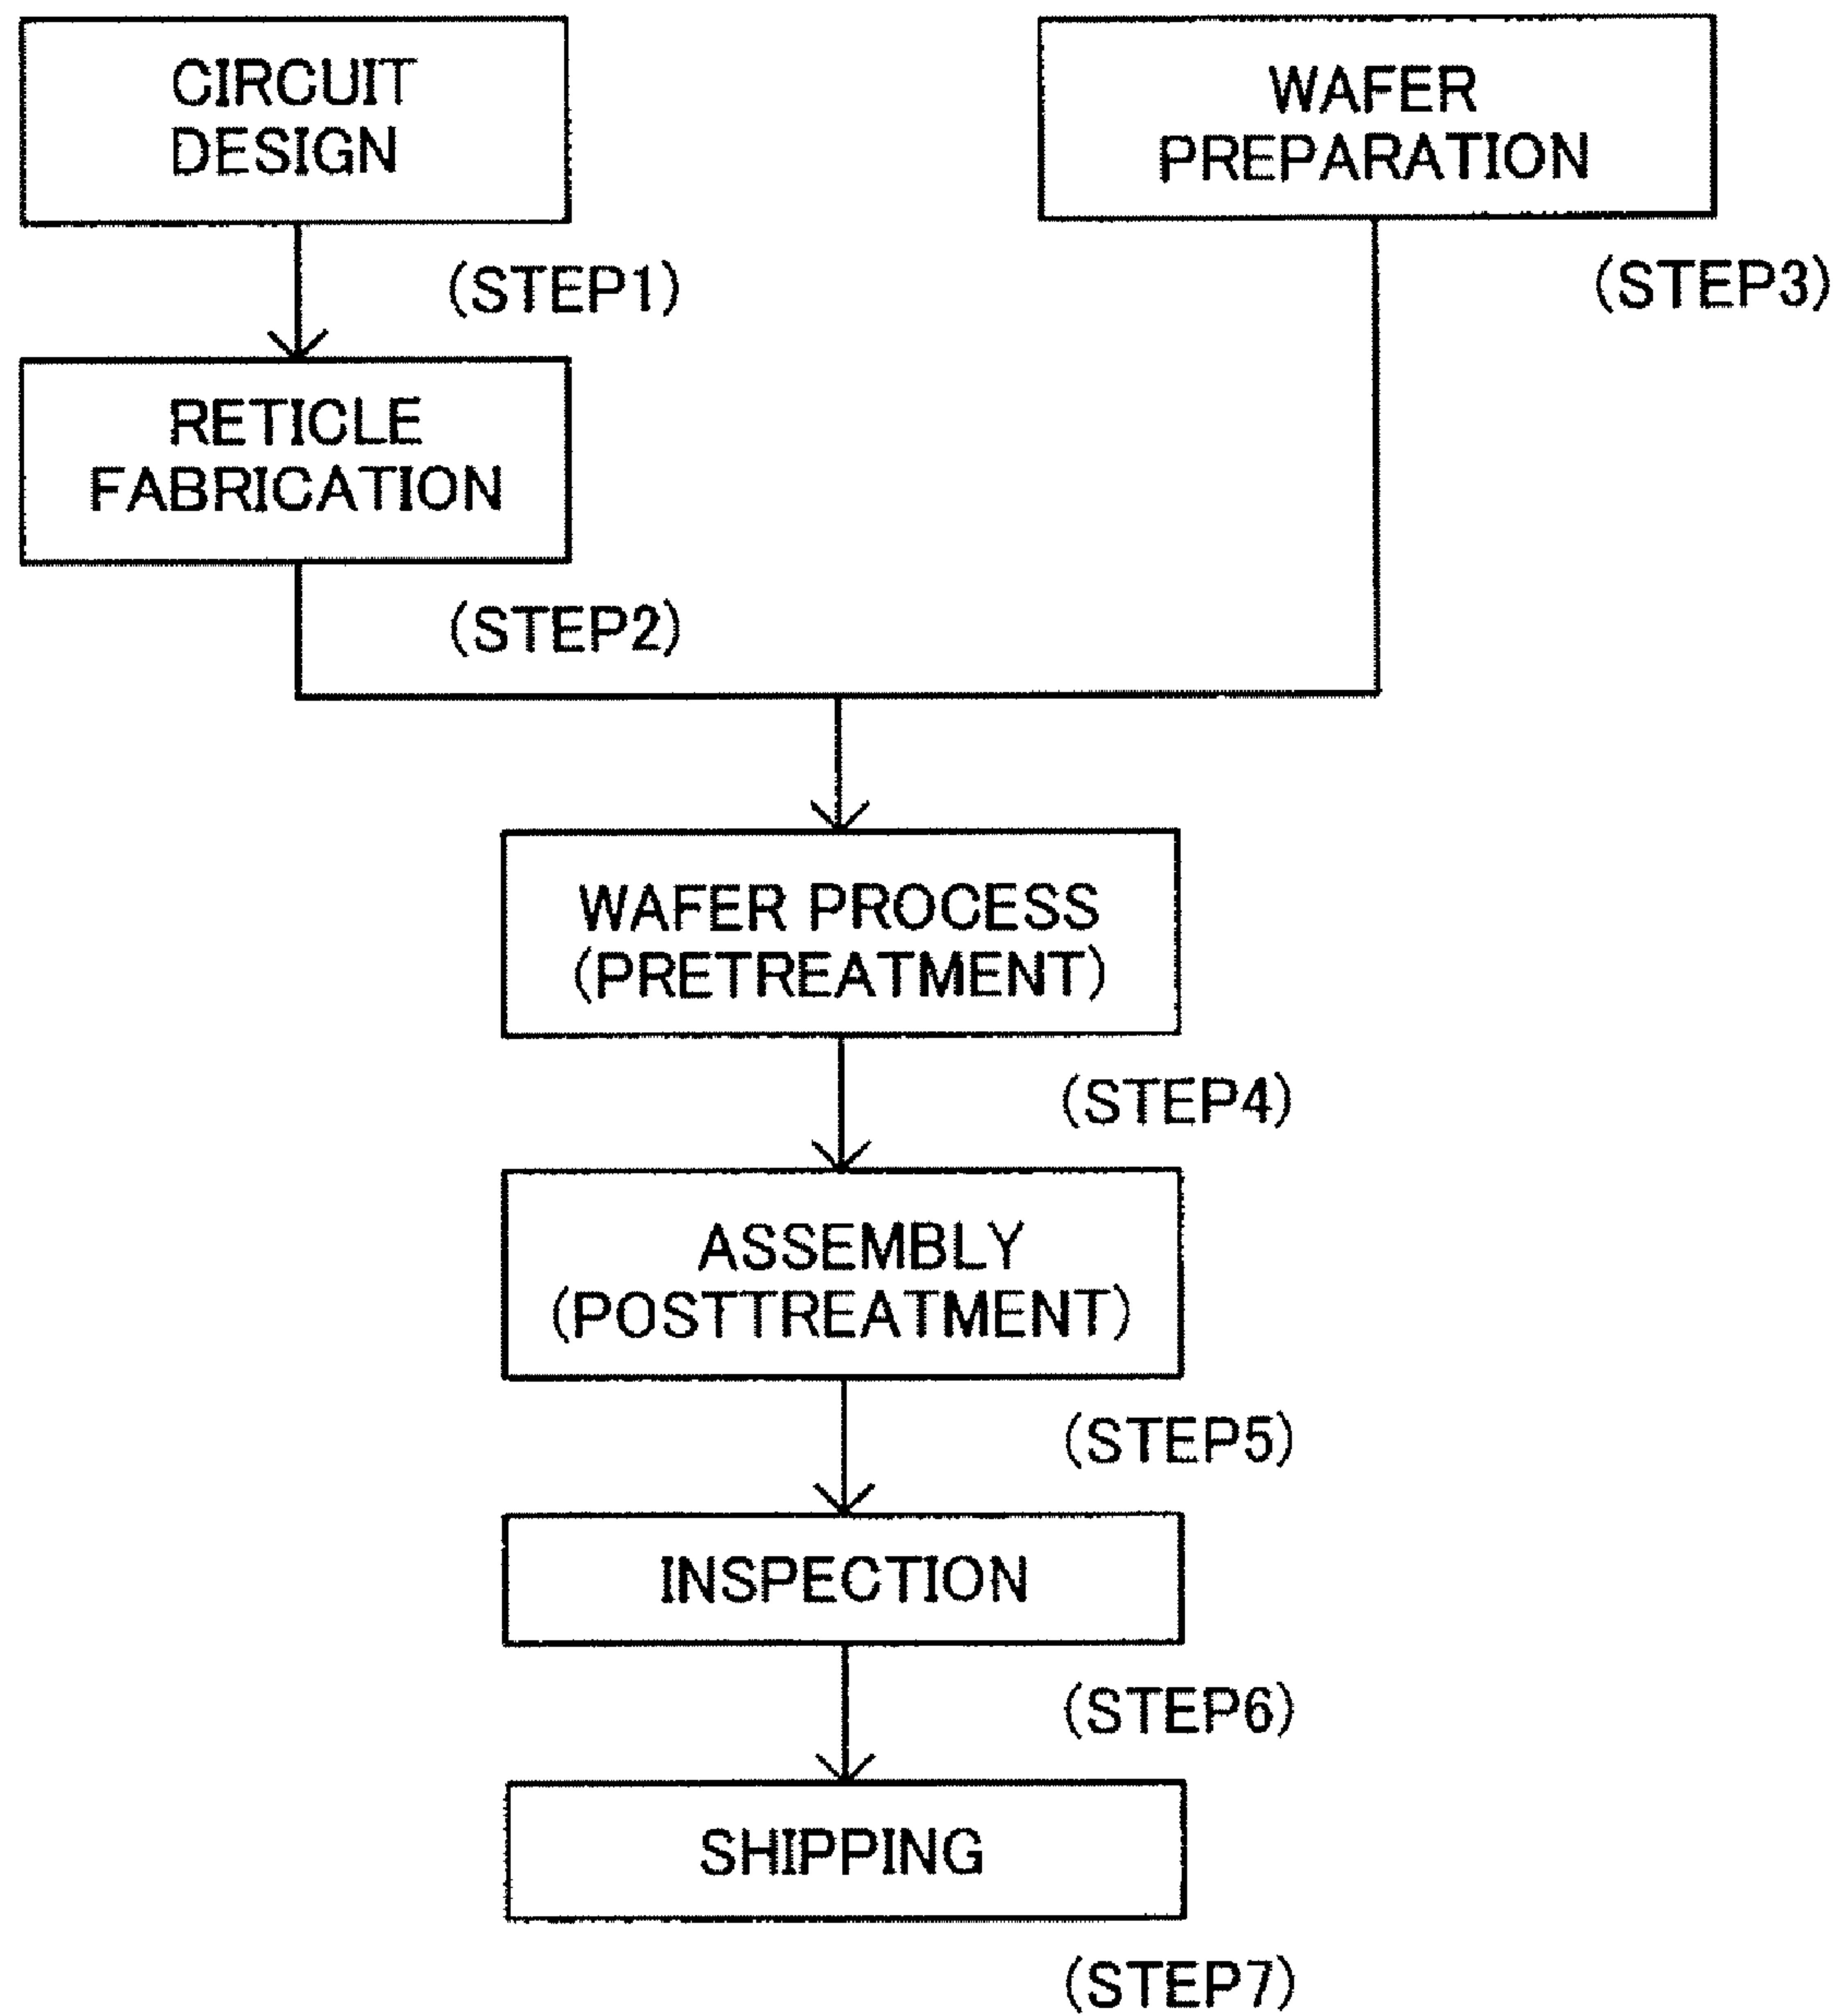 CIRCUIT
DESIGN
(STEP1)
RETICLE
FABRICATION
(STEP2)
WAFER
PREPARATION
(STEP3)
WAFER PROCESS
(PRETREATMENT)
(STEP4)
ASSEMBLY
(POSTTREATMENT)
(STEP5)
INSPECTION
(STEP6)
SHIPPING
(STEP7)